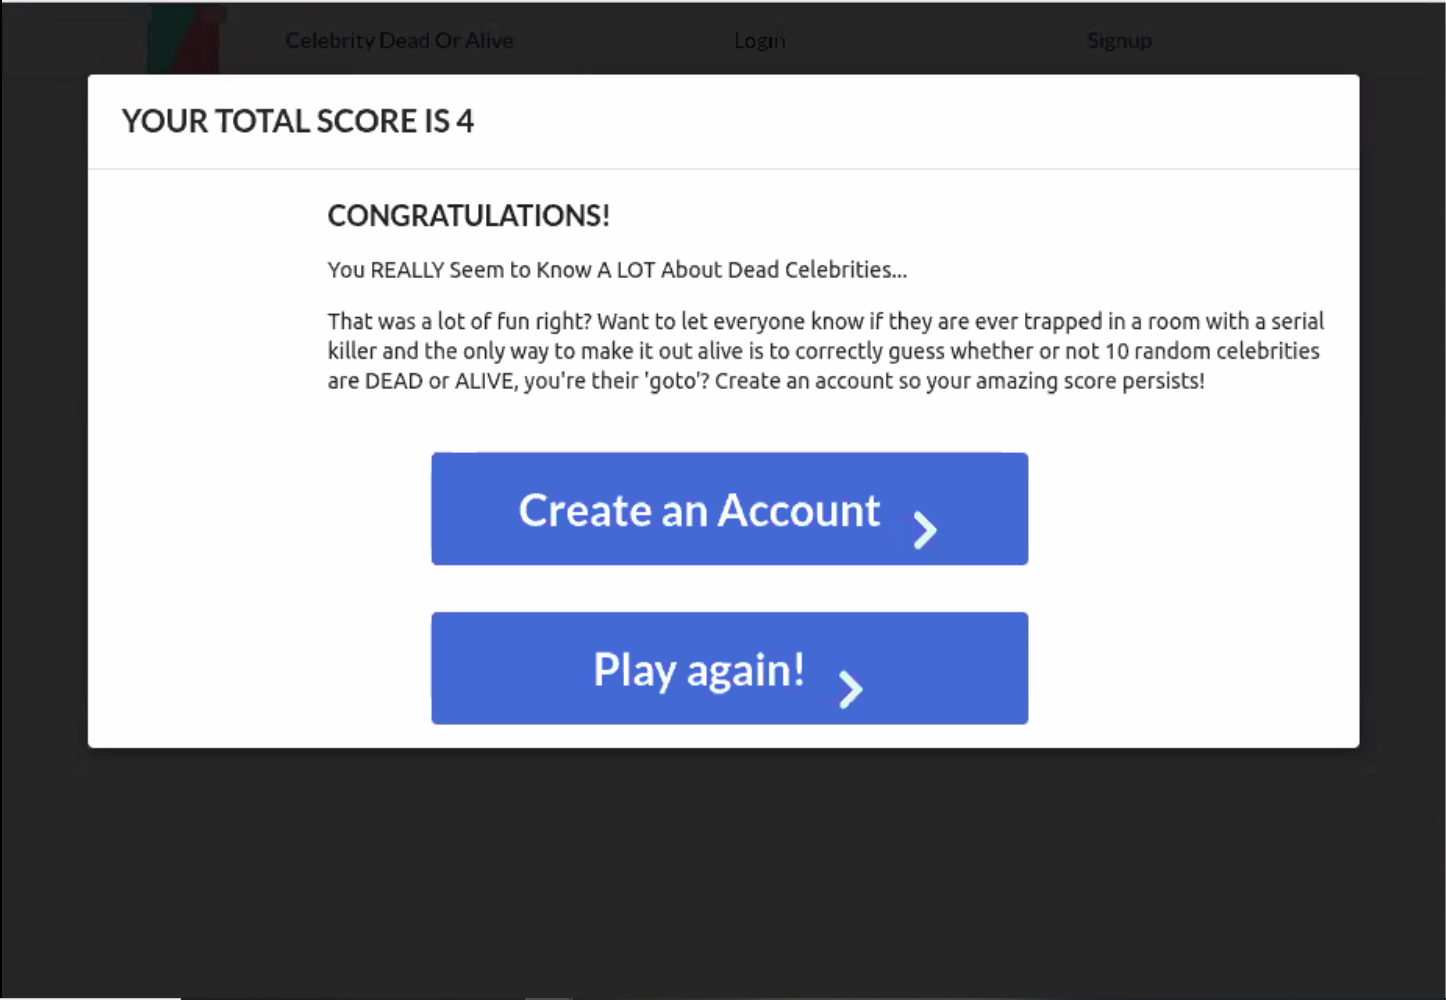 Celebrity Dead Or Alive Login Signup
YOUR TOTAL SCORE IS 4
CONGRATULATIONS!
You REALLY Seem to Know A LOT About Dead Celebrities...
That was a lot of fun right? Want to let everyone know if they are ever trapped in a room with a serial
killer and the only way to make it out alive is to correctly guess whether or not 10 random celebrities
are DEAD or ALIVE, you're their 'goto'? Create an account so your amazing score persists!
Create an Account
Play again!